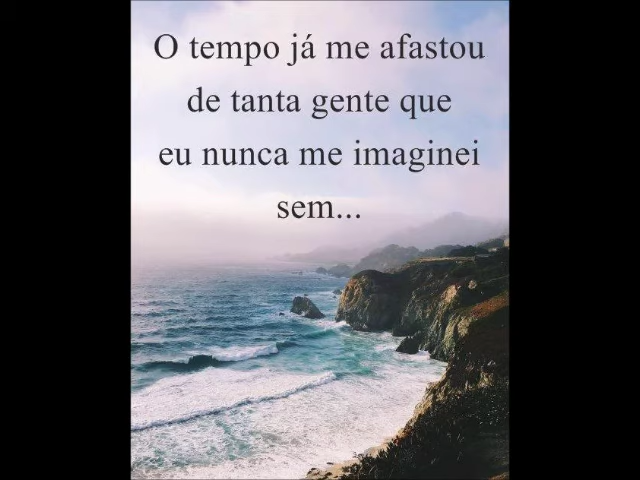 O tempo já me afastou
de tanta gente que
eu nunca me imaginei
sem...